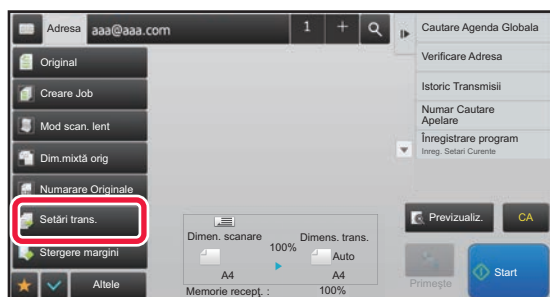 Adresa aaa@aaa.com 1 +
Original
Creare Job
Mod scan. lent
Dim.mixtă orig
Numarare Originale
Setări trans.
Stergere margini
Altele
Dimen. scanare 100% Dimens. trans.
Auto
A4 A4
Memorie recept. : 100%
Cautare Agenda Globala
Verificare Adresa
Istoric Transmisii
Numar Cautare
Apelare
Înregistrare program
Inreg. Setari Curente
Previzualiz. CA
Primește Start